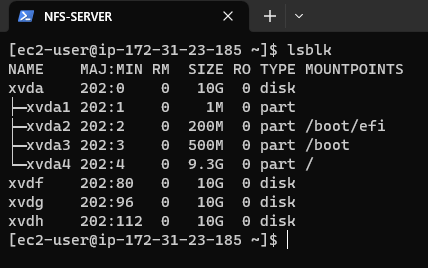 NFS-SERVER
[ec2-user@ip-172-31-23-185 ~]$ lsblk
NAME    MAJ:MIN RM  SIZE RO TYPE MOUNTPOINTS
xvda    202:0    0   10G  0 disk
├─xvda1 202:1    0    1M  0 part
├─xvda2 202:2    0  200M  0 part /boot/efi
├─xvda3 202:3    0  500M  0 part /boot
└─xvda4 202:4    0  9.3G  0 part /
xvdf    202:80   0   10G  0 disk
xvdg    202:96   0   10G  0 disk
xvdh    202:112  0   10G  0 disk
[ec2-user@ip-172-31-23-185 ~]$